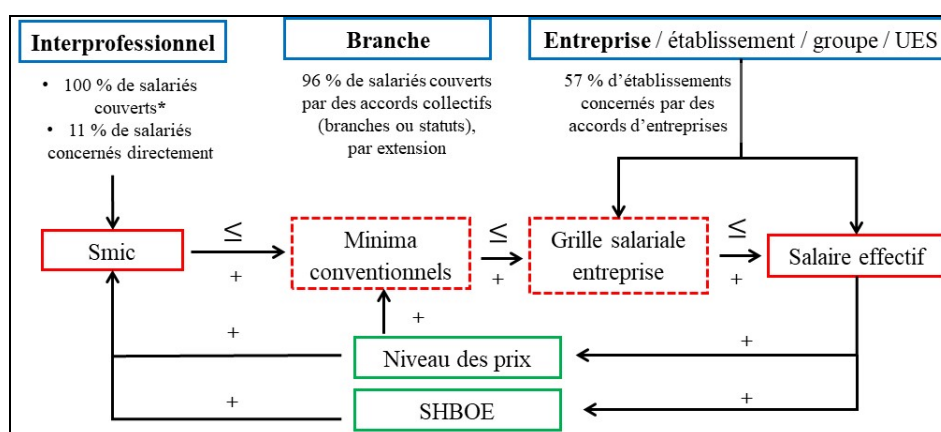 Interprofessionnel
• 100 % de salariés
couverts*
• 11 % de salariés
concernés directement
Branche
96 % de salariés couverts
par des accords collectifs
(branches ou statuts),
par extension
Entreprise / établissement / groupe / UES
57 % d'établissements
concernés par des
accords d'entreprises
Smic
≤
+
Minima
conventionnels
≤
+
Grille salariale
entreprise
≤
+
Salaire effectif
+
+
Niveau des prix
+
+
SHBOE
+